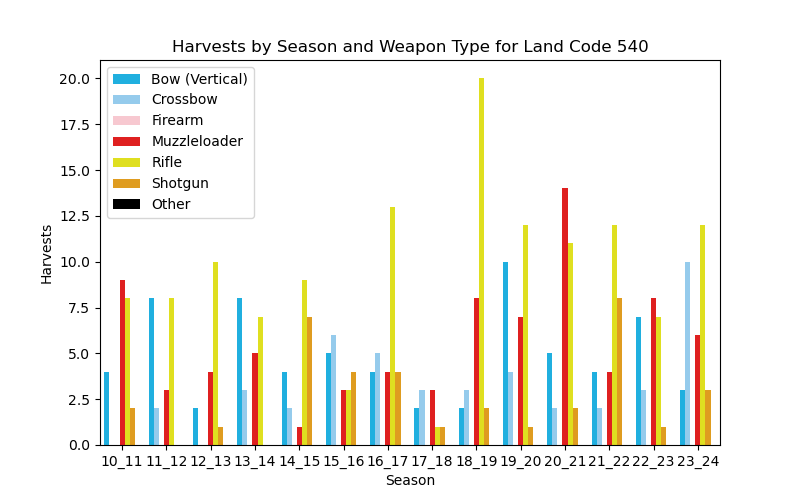 Harvests by Season and Weapon Type for Land Code 540
20.0
17.5
15.0
12.5
10.0
7.5
5.0
2.5
0.0
Harvests
Bow (Vertical)
Crossbow
Firearm
Muzzleloader
Rifle
Shotgun
Other
10_11 11_12 12_13 13_14 14_15 15_16 16_17 17_18 18_19 19_20 20_21 21_22 22_23 23_24
Season